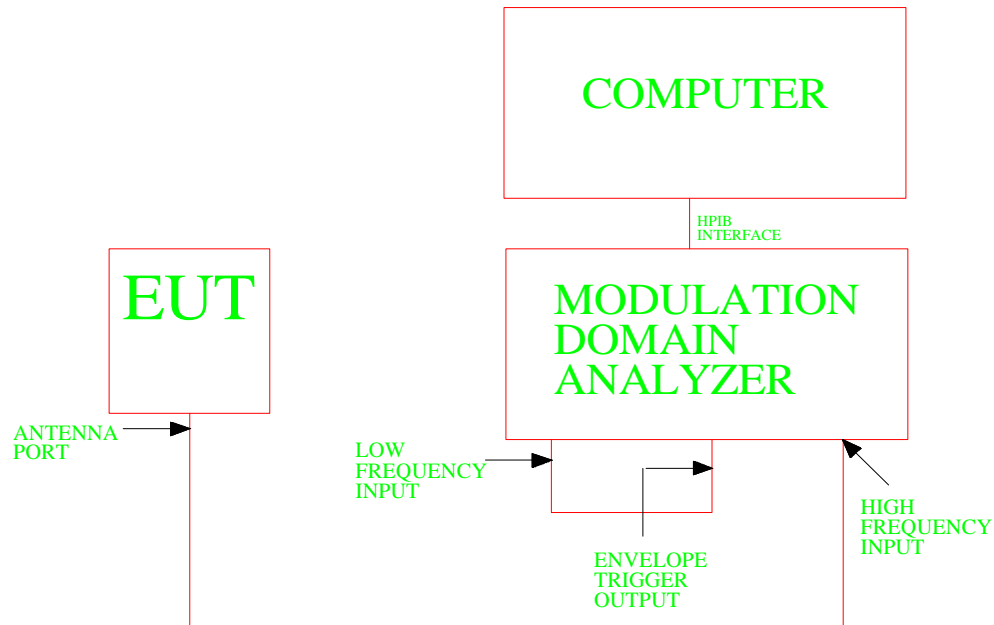 COMPUTER
HPIB
INTERFACE
EUT
MODULATION
DOMAIN
ANALYZER
ANTENNA
PORT
LOW
FREQUENCY
INPUT
ENVELOPE
TRIGGER
OUTPUT
HIGH
FREQUENCY
INPUT